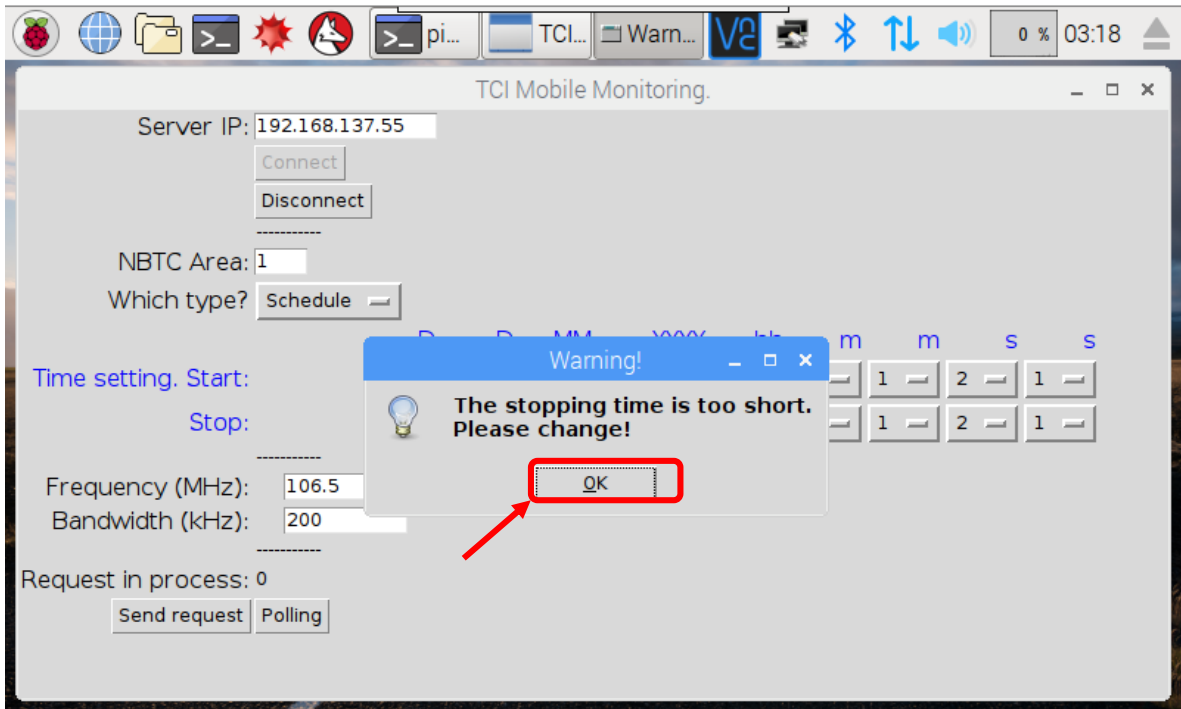 pi... TCI... Warn... 0 % 03:18
TCI Mobile Monitoring.
Server IP: 192.168.137.55
Connect
Disconnect
-----------
NBTC Area: 1
Which type? Schedule
m m s s
Warning!
Time setting. Start: 1 2 1
The stopping time is too short.
Please change!
Stop: 1 2 1
-----------
OK
Frequency (MHz): 106.5
Bandwidth (kHz): 200
-----------
Request in process: 0
Send request Polling